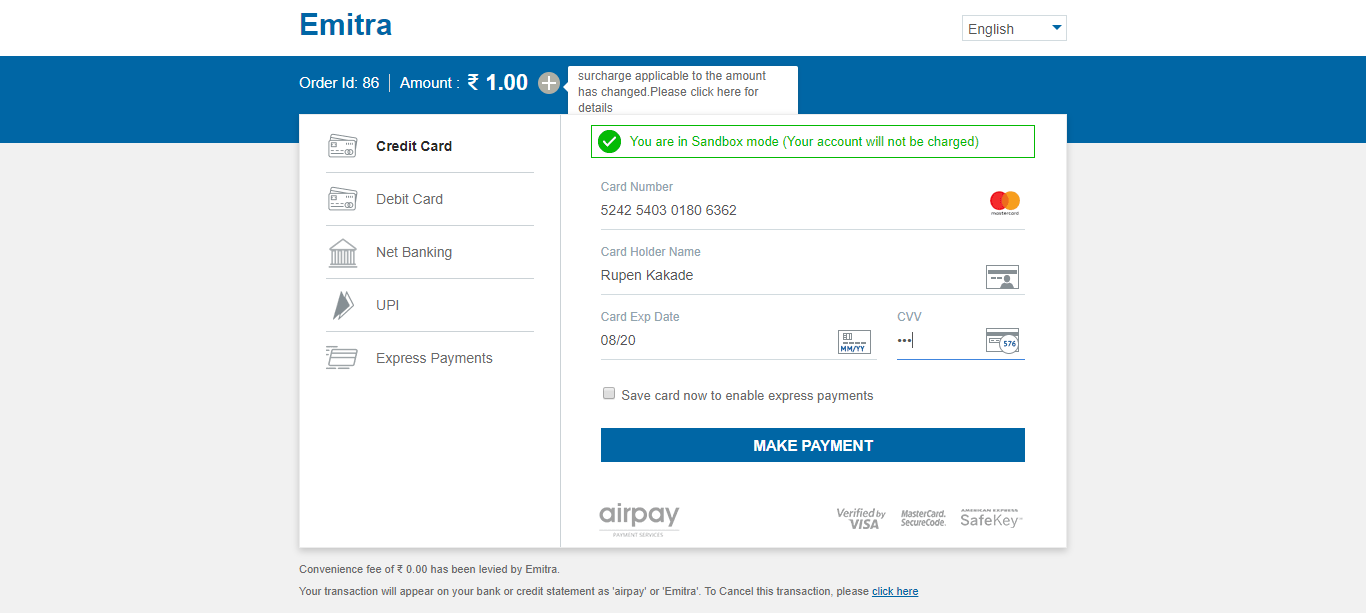 Emitra
English
Order Id: 86 | Amount : ₹ 1.00
surcharge applicable to the amount
has changed.Please click here for
details
Credit Card
Debit Card
Net Banking
UPI
Express Payments
You are in Sandbox mode (Your account will not be charged)
Card Number
5242 5403 0180 6362
mastercard
Card Holder Name
Rupen Kakade
Card Exp Date
08/20
MM/YY
CVV
•••
576
Save card now to enable express payments
MAKE PAYMENT
airpay
PAYMENT SERVICES
Verified by
VISA
MasterCard.
SecureCode.
AMERICAN EXPRESS
SafeKey
Convenience fee of ₹ 0.00 has been levied by Emitra.
Your transaction will appear on your bank or credit statement as 'airpay' or 'Emitra'. To Cancel this transaction, please click here